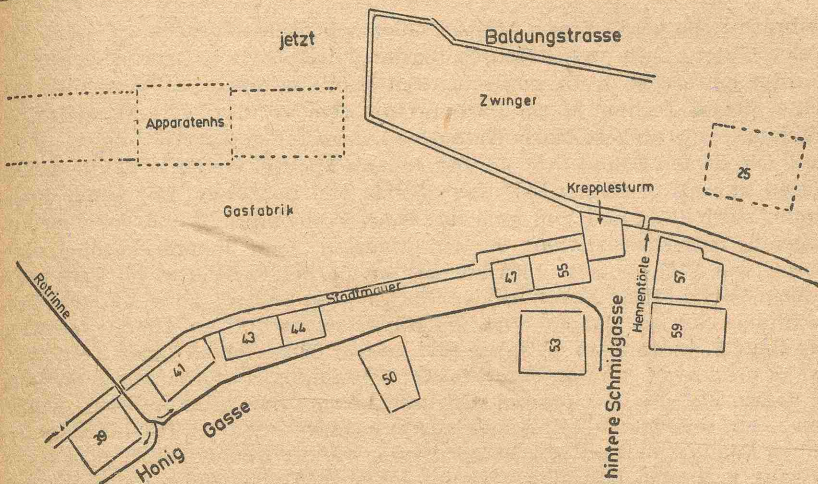 jetzt
Baldungstrasse
Zwinger
Apparatenhs
25
Krepplesturm
Gasfabrik
Rotrinne
Stadtmauer
47
55
Hennentörle
57
43
44
41
53
59
50
39
Honig Gasse
hintere Schmidgasse